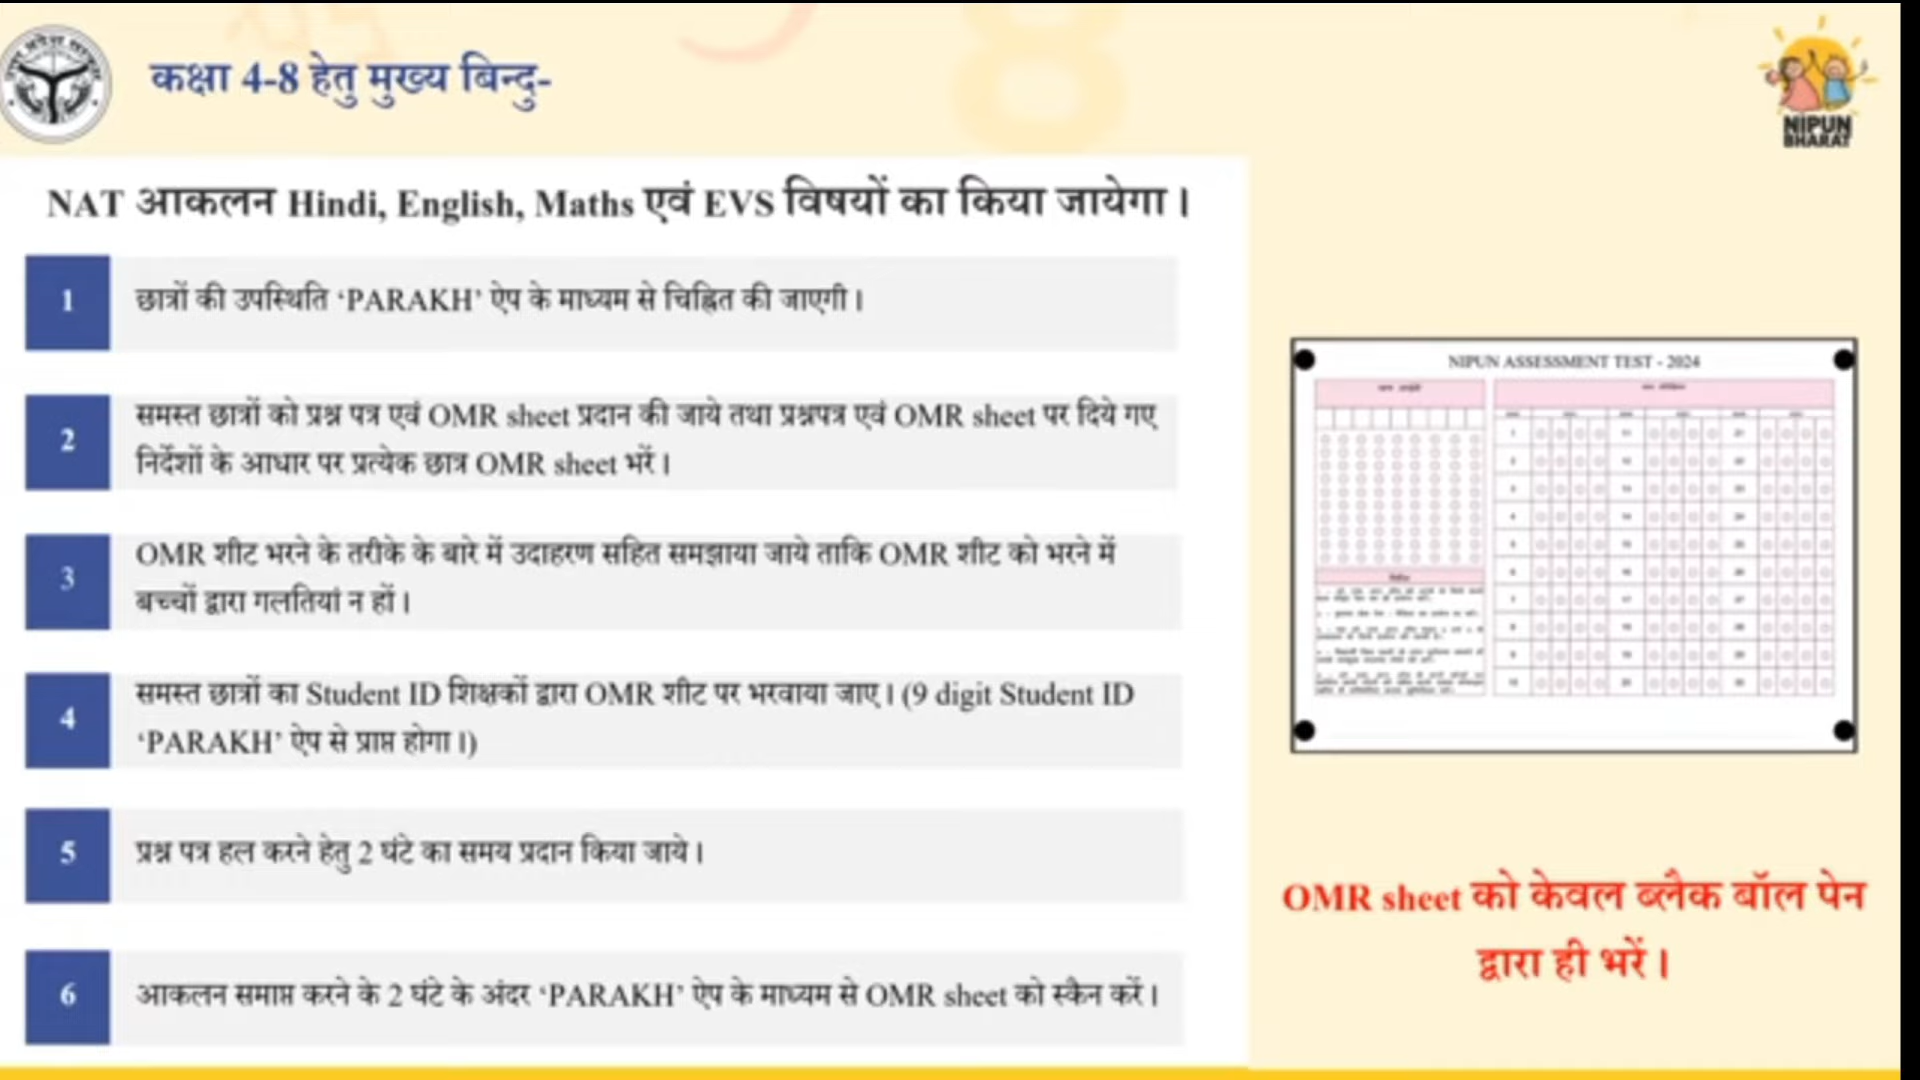 कक्षा 4-8 हेतु मुख्य बिन्दु-
NIPUN
BHARAT
NAT आकलन Hindi, English, Maths एवं EVS विषयों का किया जायेगा।
1
छात्रों की उपस्थिति ‘PARAKH’ ऐप के माध्यम से चिह्नित की जाएगी।
2
समस्त छात्रों को प्रश्न पत्र एवं OMR sheet प्रदान की जाये तथा प्रश्नपत्र एवं OMR sheet पर दिये गए
निर्देशों के आधार पर प्रत्येक छात्र OMR sheet भरें।
3
OMR शीट भरने के तरीके के बारे में उदाहरण सहित समझाया जाये ताकि OMR शीट को भरने में
बच्चों द्वारा गलतियां न हों।
4
समस्त छात्रों का Student ID शिक्षकों द्वारा OMR शीट पर भरवाया जाए। (9 digit Student ID
‘PARAKH’ ऐप से प्राप्त होगा।)
5
प्रश्न पत्र हल करने हेतु 2 घंटे का समय प्रदान किया जाये।
6
आकलन समाप्त करने के 2 घंटे के अंदर ‘PARAKH’ ऐप के माध्यम से OMR sheet को स्कैन करें।
NIPUN ASSESSMENT TEST - 2024
OMR sheet को केवल ब्लैक बॉल पेन
द्वारा ही भरें।